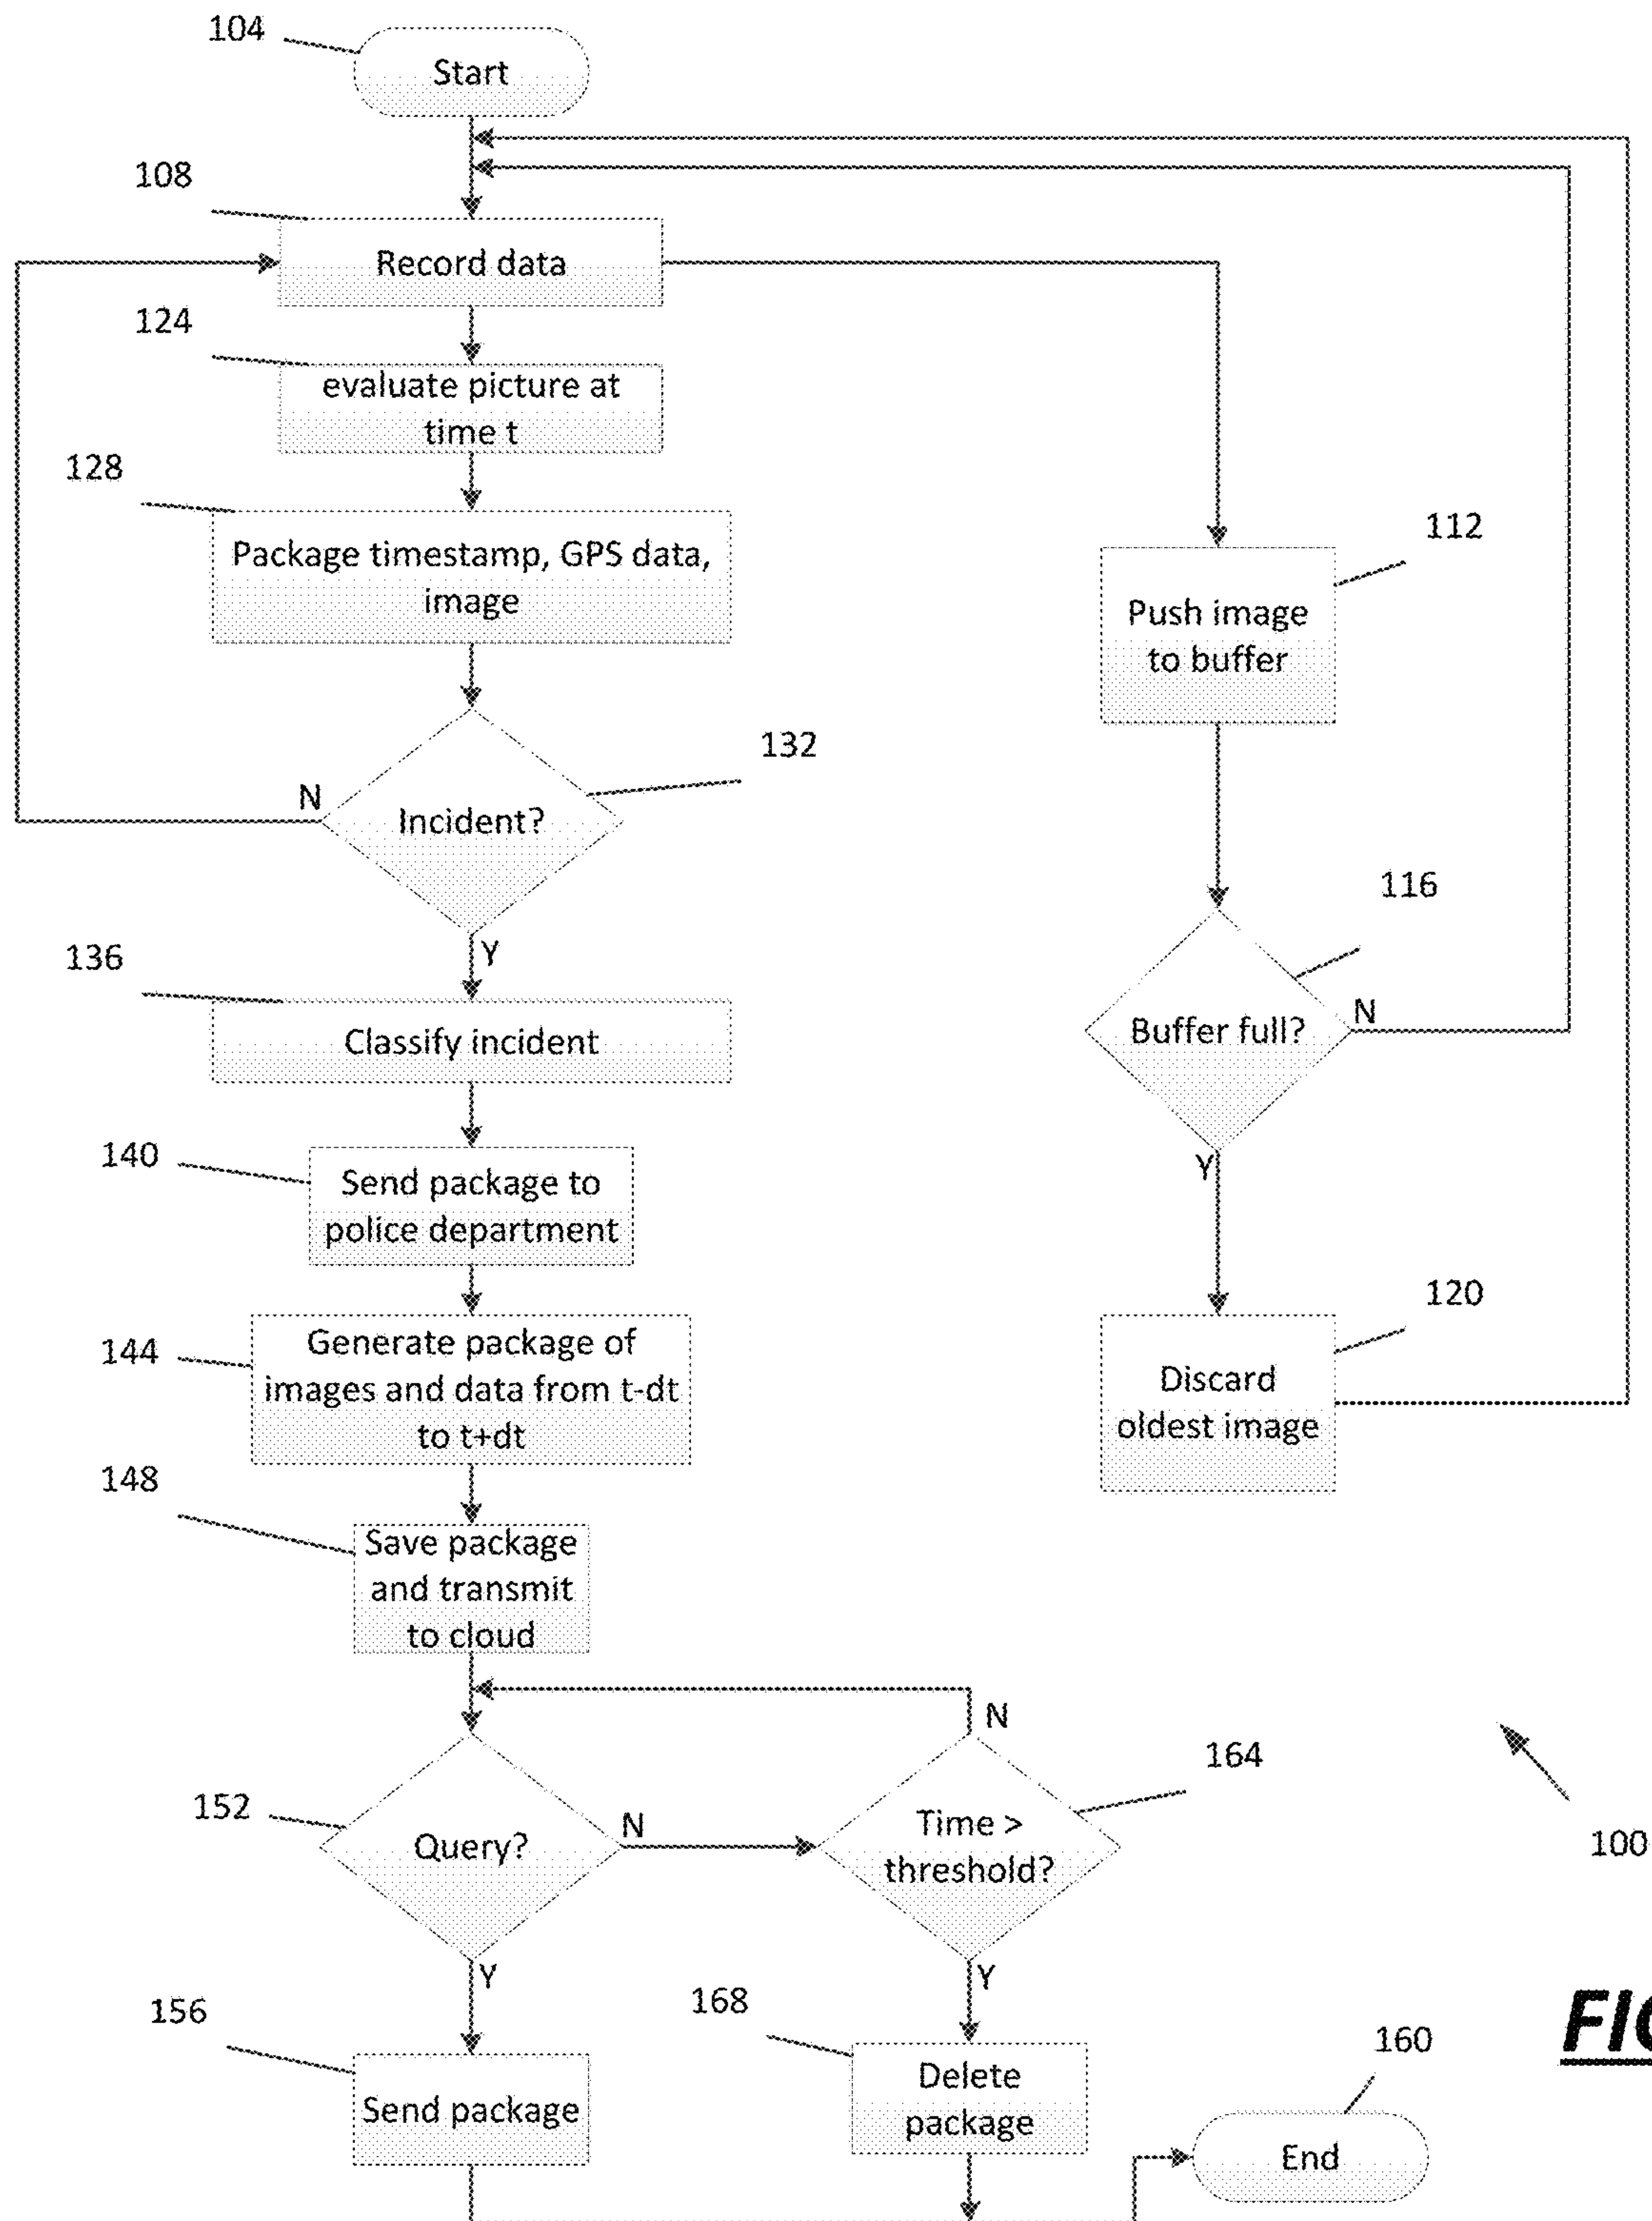 104
Start
108
Record data
124
evaluate picture at
time t
128
Package timestamp, GPS data,
image
112
Push image
to buffer
132
Incident?
N
Y
116
Buffer full?
N
Y
136
Classify incident
140
Send package to
police department
120
Discard
oldest image
144
Generate package of
images and data from t-dt
to t+dt
148
Save package
and transmit
to cloud
152
Query?
N
Y
164
Time >
threshold?
N
Y
100
156
Send package
168
Delete
package
160
End